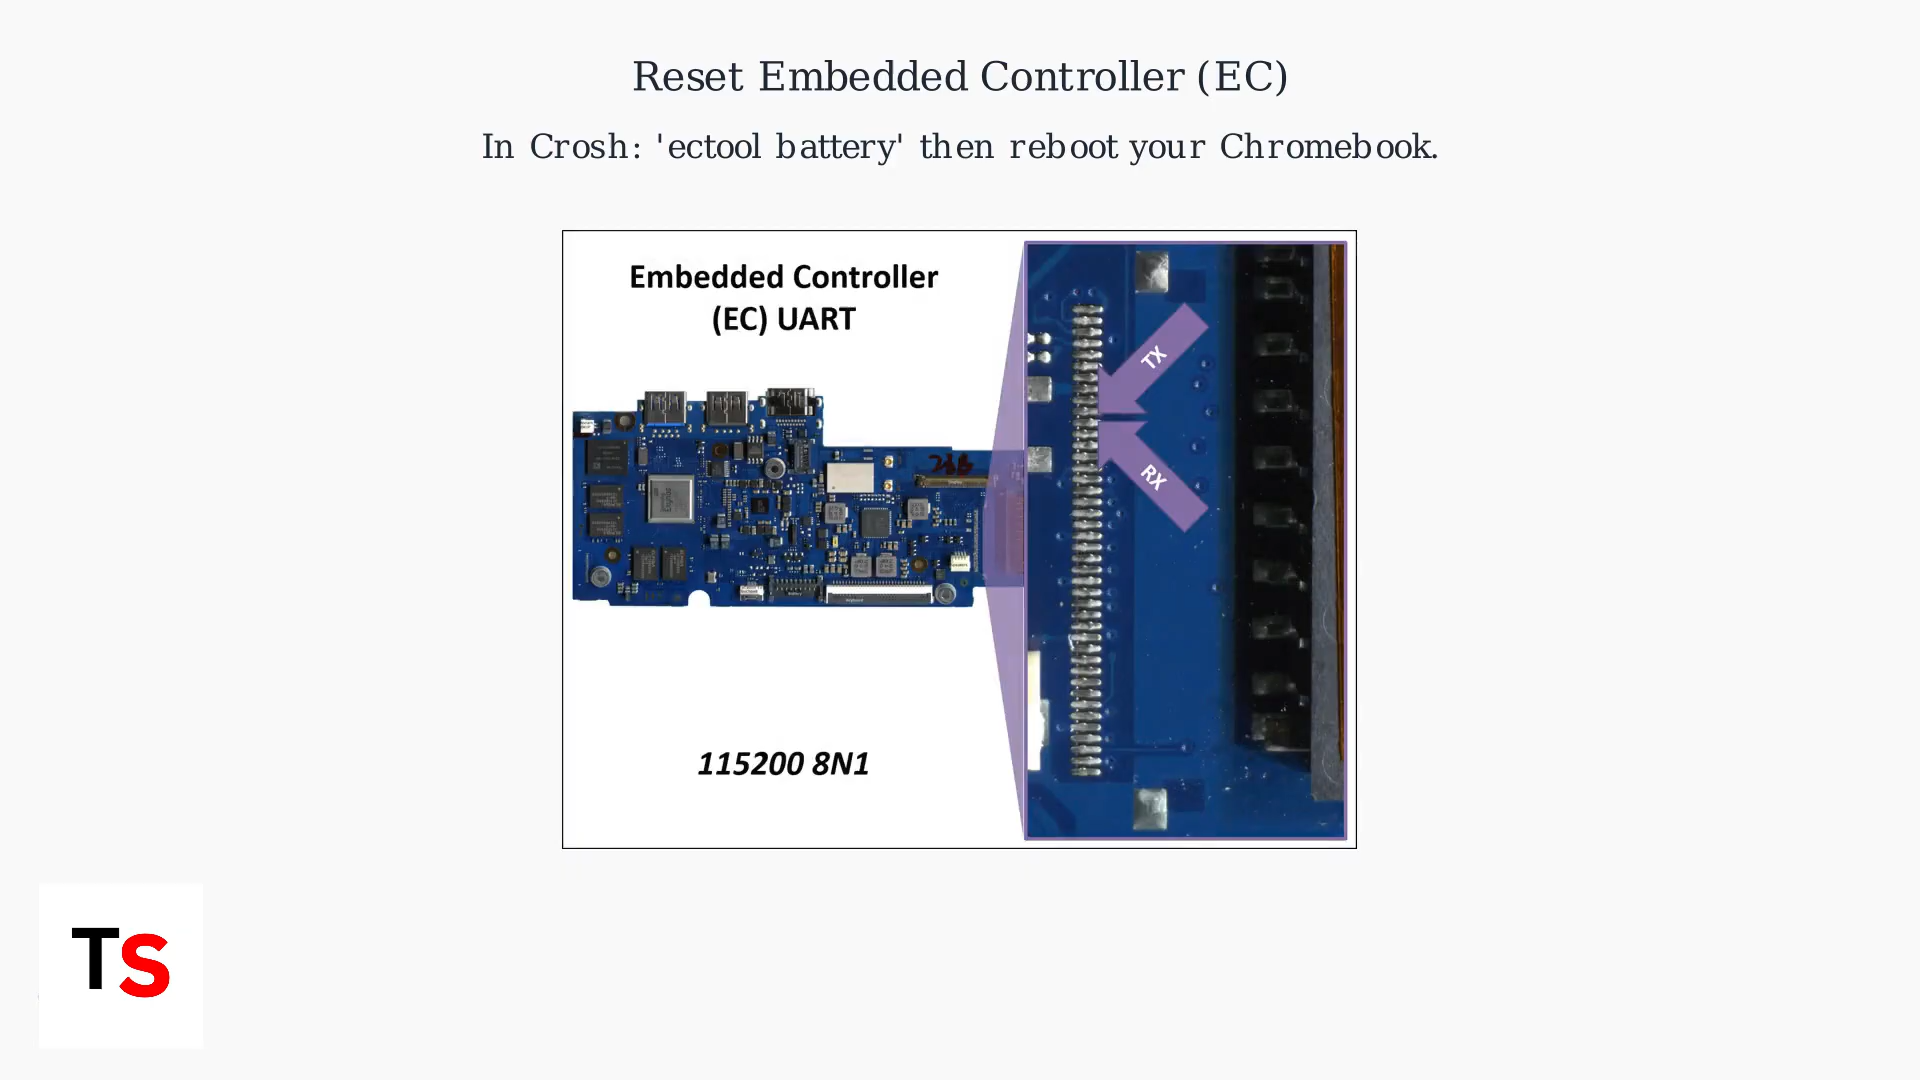 Reset Embedded Controller (EC)
In Crosh: 'ectool battery' then reboot your Chromebook.
Embedded Controller
(EC) UART
TX
RX
115200 8N1
TS